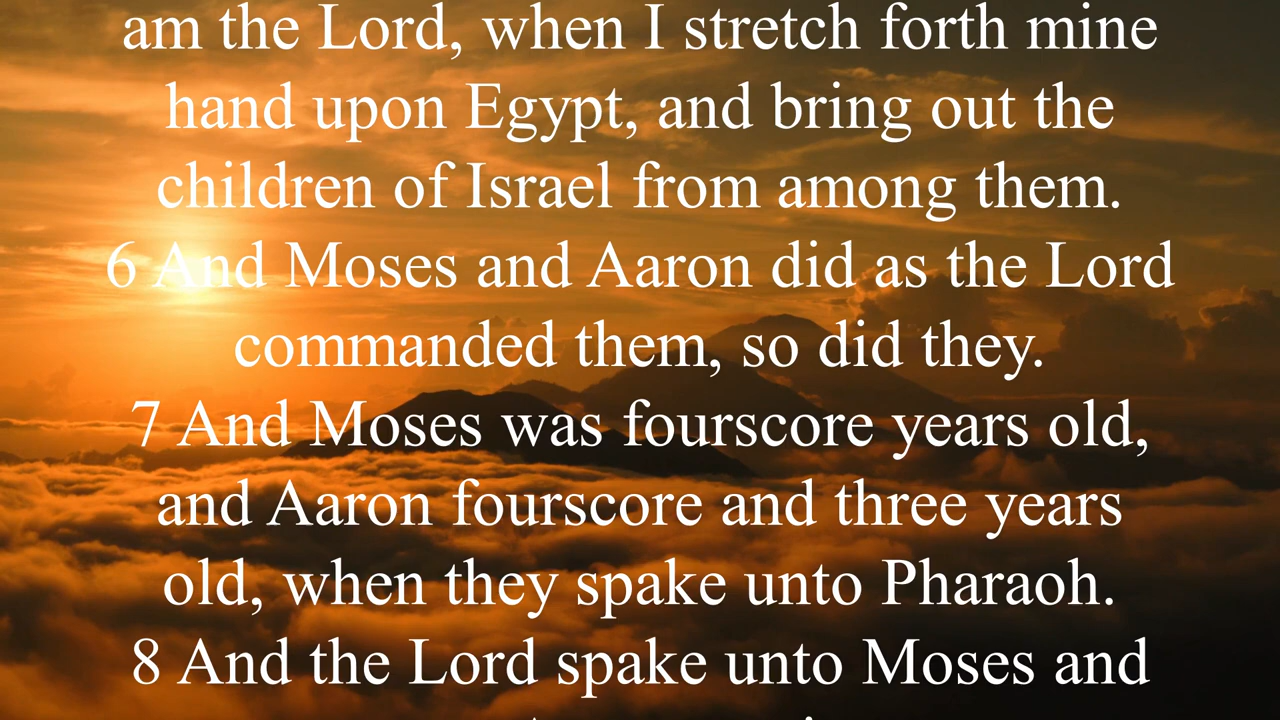 am the Lord, when I stretch forth mine
hand upon Egypt, and bring out the
children of Israel from among them.
6 And Moses and Aaron did as the Lord
commanded them, so did they.
7 And Moses was fourscore years old,
and Aaron fourscore and three years
old, when they spake unto Pharaoh.
8 And the Lord spake unto Moses and